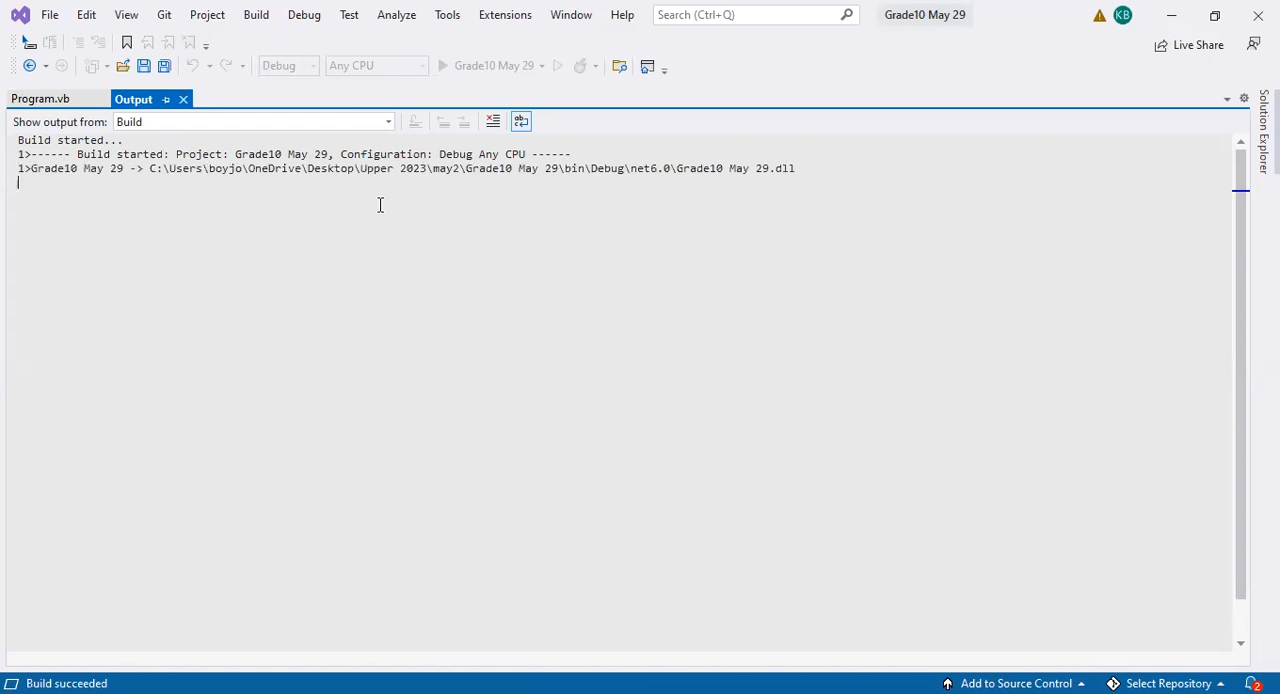 File Edit View Git Project Build Debug Test Analyze Tools Extensions Window Help Search (Ctrl+Q) Grade10 May 29 KB
Live Share
Debug Any CPU Grade10 May 29
Program.vb Output
Show output from: Build
Build started...
1>------ Build started: Project: Grade10 May 29, Configuration: Debug Any CPU ------
1>Grade10 May 29 -> C:\Users\boyjo\OneDrive\Desktop\Upper 2023\may2\Grade10 May 29\bin\Debug\net6.0\Grade10 May 29.dll
Solution Explorer
Build succeeded Add to Source Control Select Repository 2